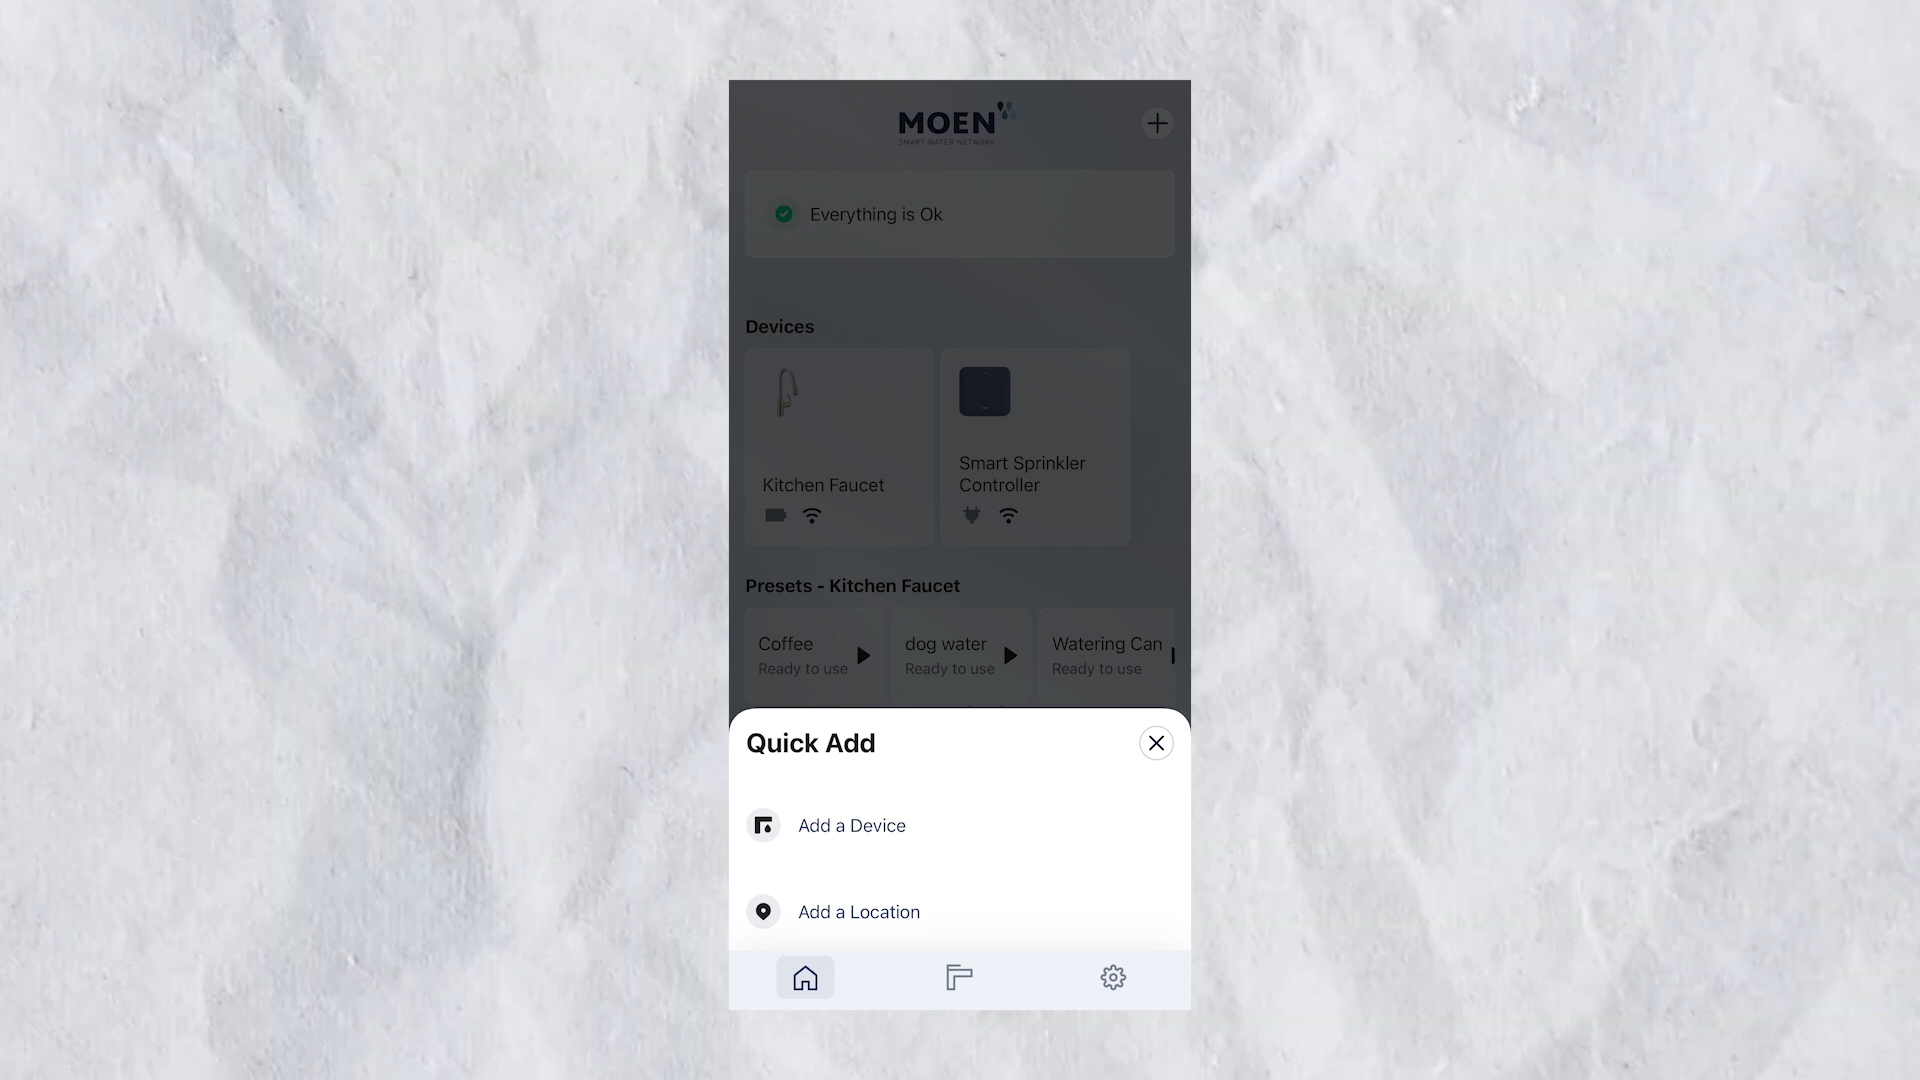 MOEN
SMART WATER NETWORK
Everything is Ok
Devices
Kitchen Faucet
Smart Sprinkler
Controller
Presets - Kitchen Faucet
Coffee
Ready to use
dog water
Ready to use
Watering Can
Ready to use
Quick Add
Add a Device
Add a Location